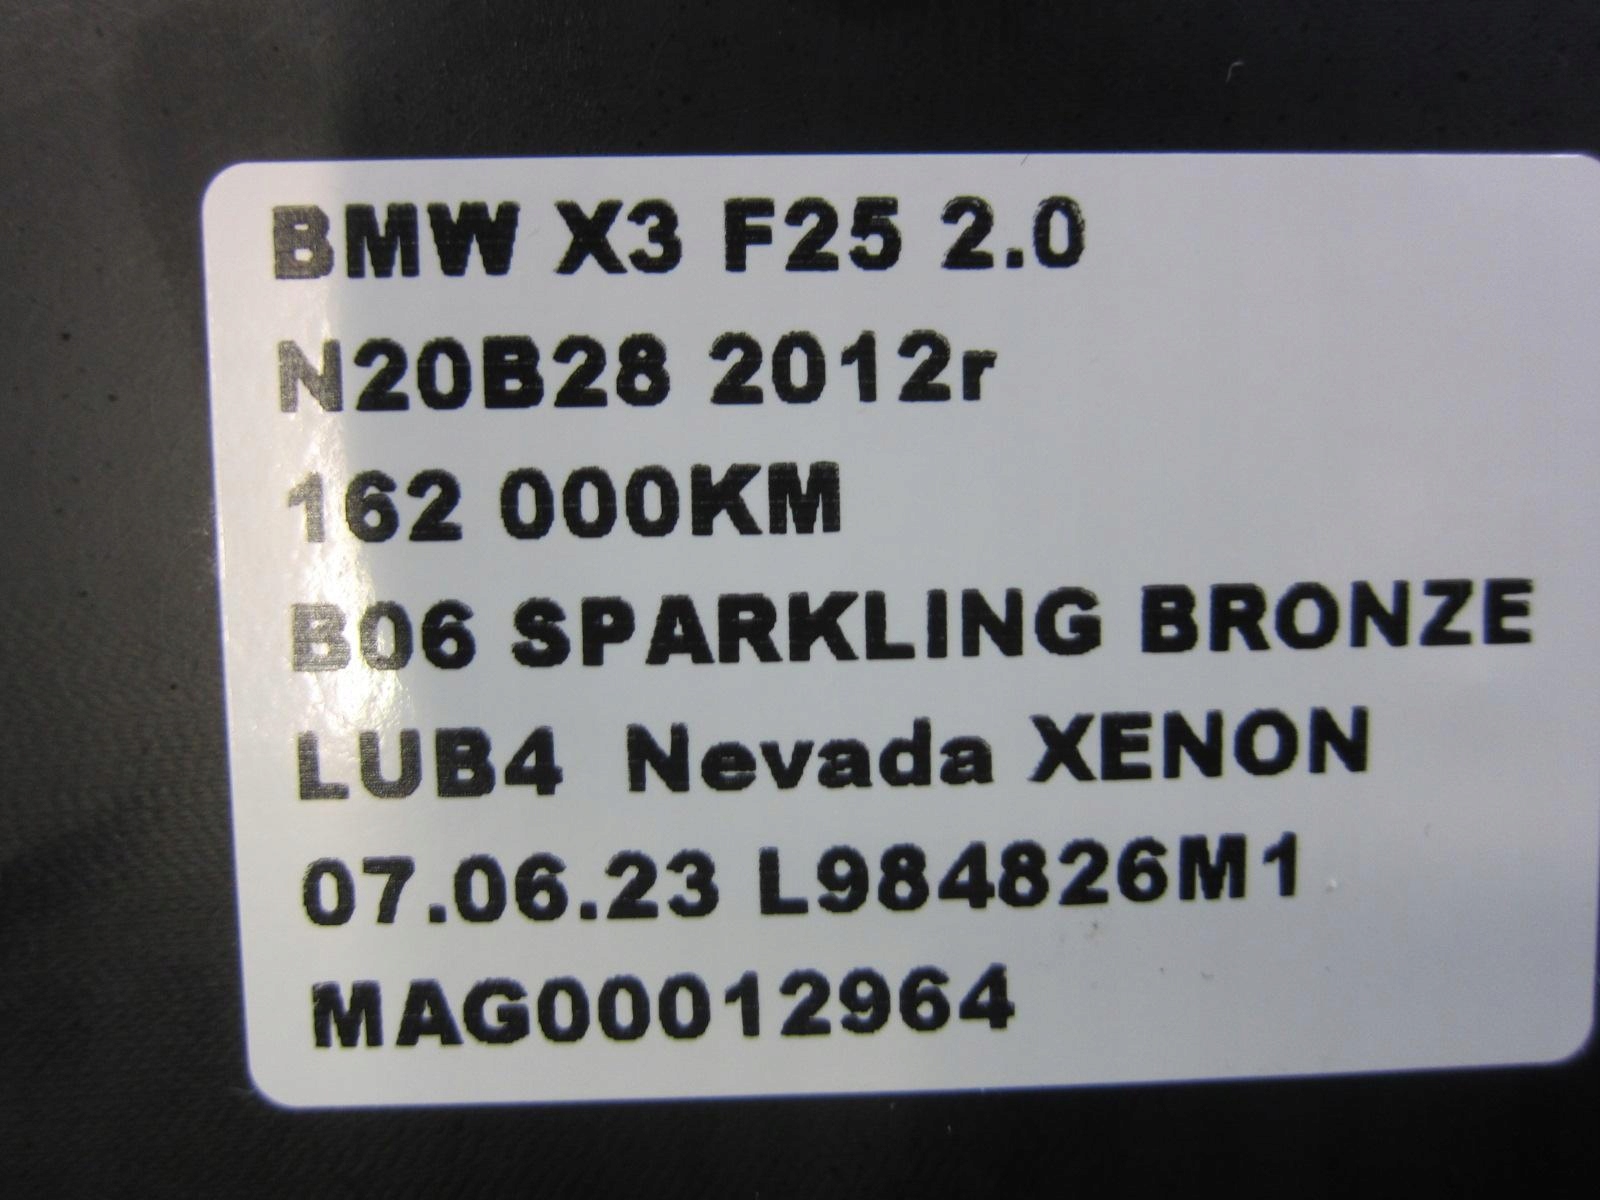 BMW X3 F25 2.0
N20B28 2012r
162 000KM
B06 SPARKLING BRONZE
LUB4 Nevada XENON
07.06.23 L984826M1
MAG00012964